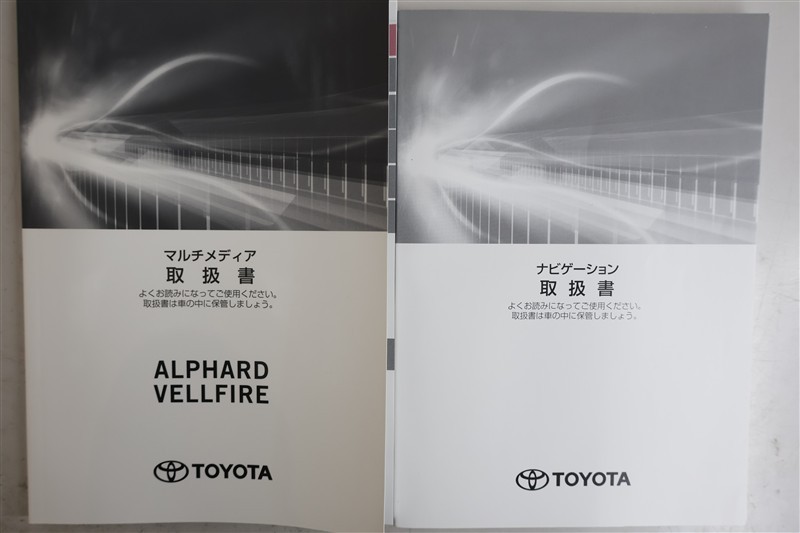 マルチメディア
取扱書
よくお読みになってご使用ください。
取扱書は車の中に保管しましょう。
ALPHARD
VELLFIRE
TOYOTA
ナビゲーション
取扱書
よくお読みになってご使用ください。
取扱書は車の中に保管しましょう。
TOYOTA